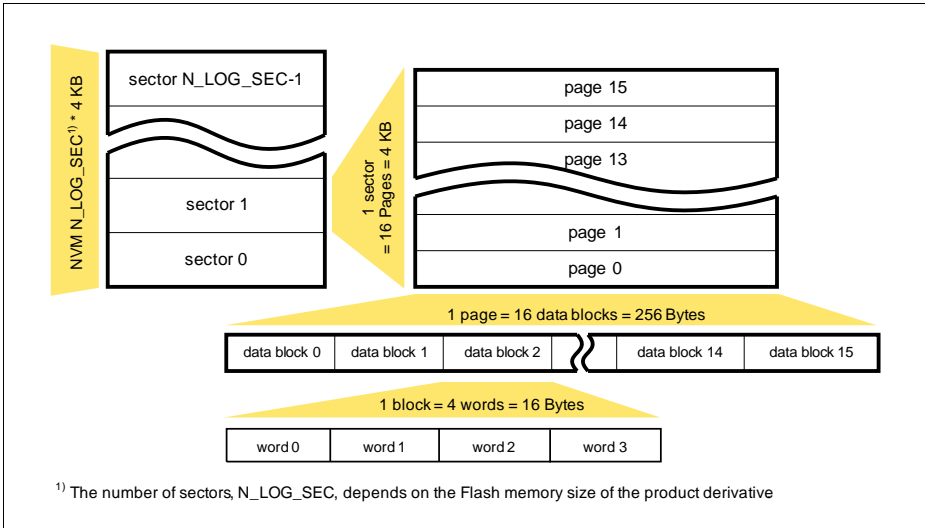 NVM N_LOG_SEC1) * 4 KB
sector N_LOG_SEC-1
sector 1
sector 0
1 sector
= 16 Pages = 4 KB
page 15
page 14
page 13
page 1
page 0
1 page = 16 data blocks = 256 Bytes
data block 0 data block 1 data block 2 data block 14 data block 15
1 block = 4 words = 16 Bytes
word 0 word 1 word 2 word 3
1) The number of sectors, N_LOG_SEC, depends on the Flash memory size of the product derivative